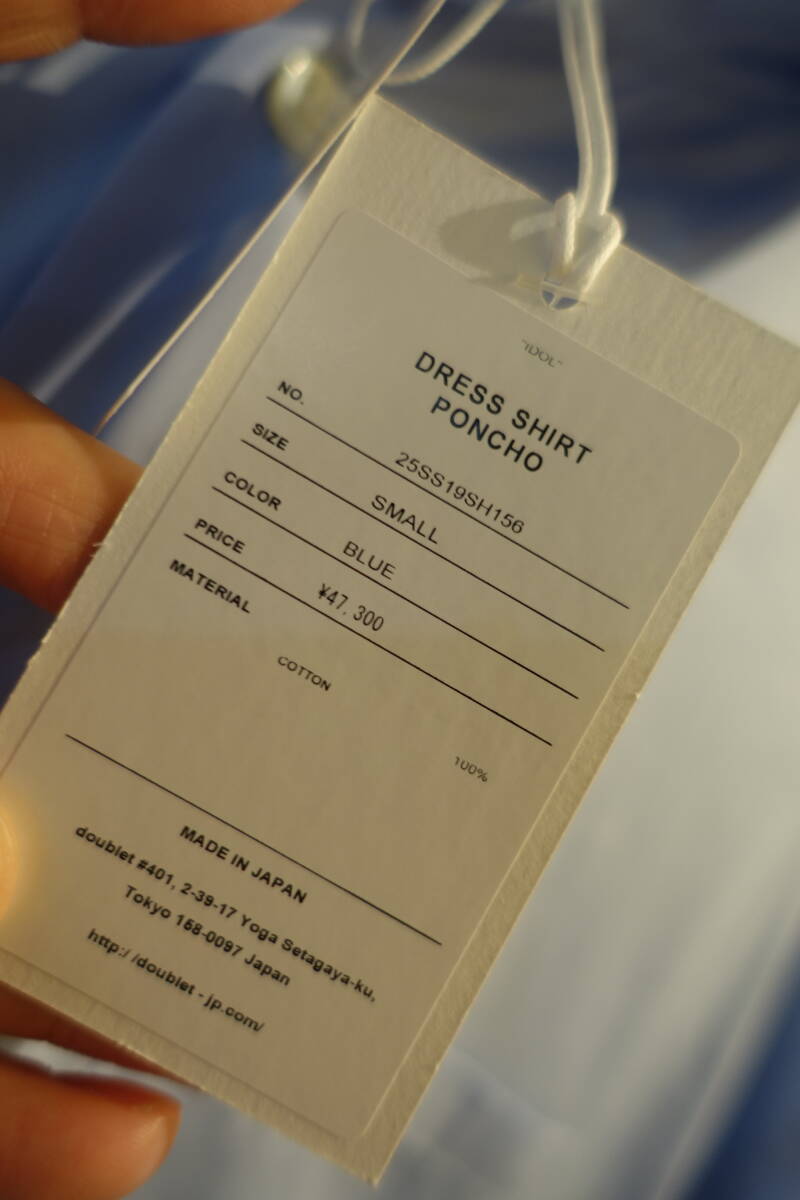 "IDOL"
DRESS SHIRT
PONCHO
NO. 25SS19SH156
SIZE SMALL
COLOR BLUE
PRICE ¥47. 300
MATERIAL
COTTON 100%
MADE IN JAPAN
doublet #401, 2-39-17 Yoga Setagaya-ku,
Tokyo 158-0097 Japan
http://doublet-jp.com/